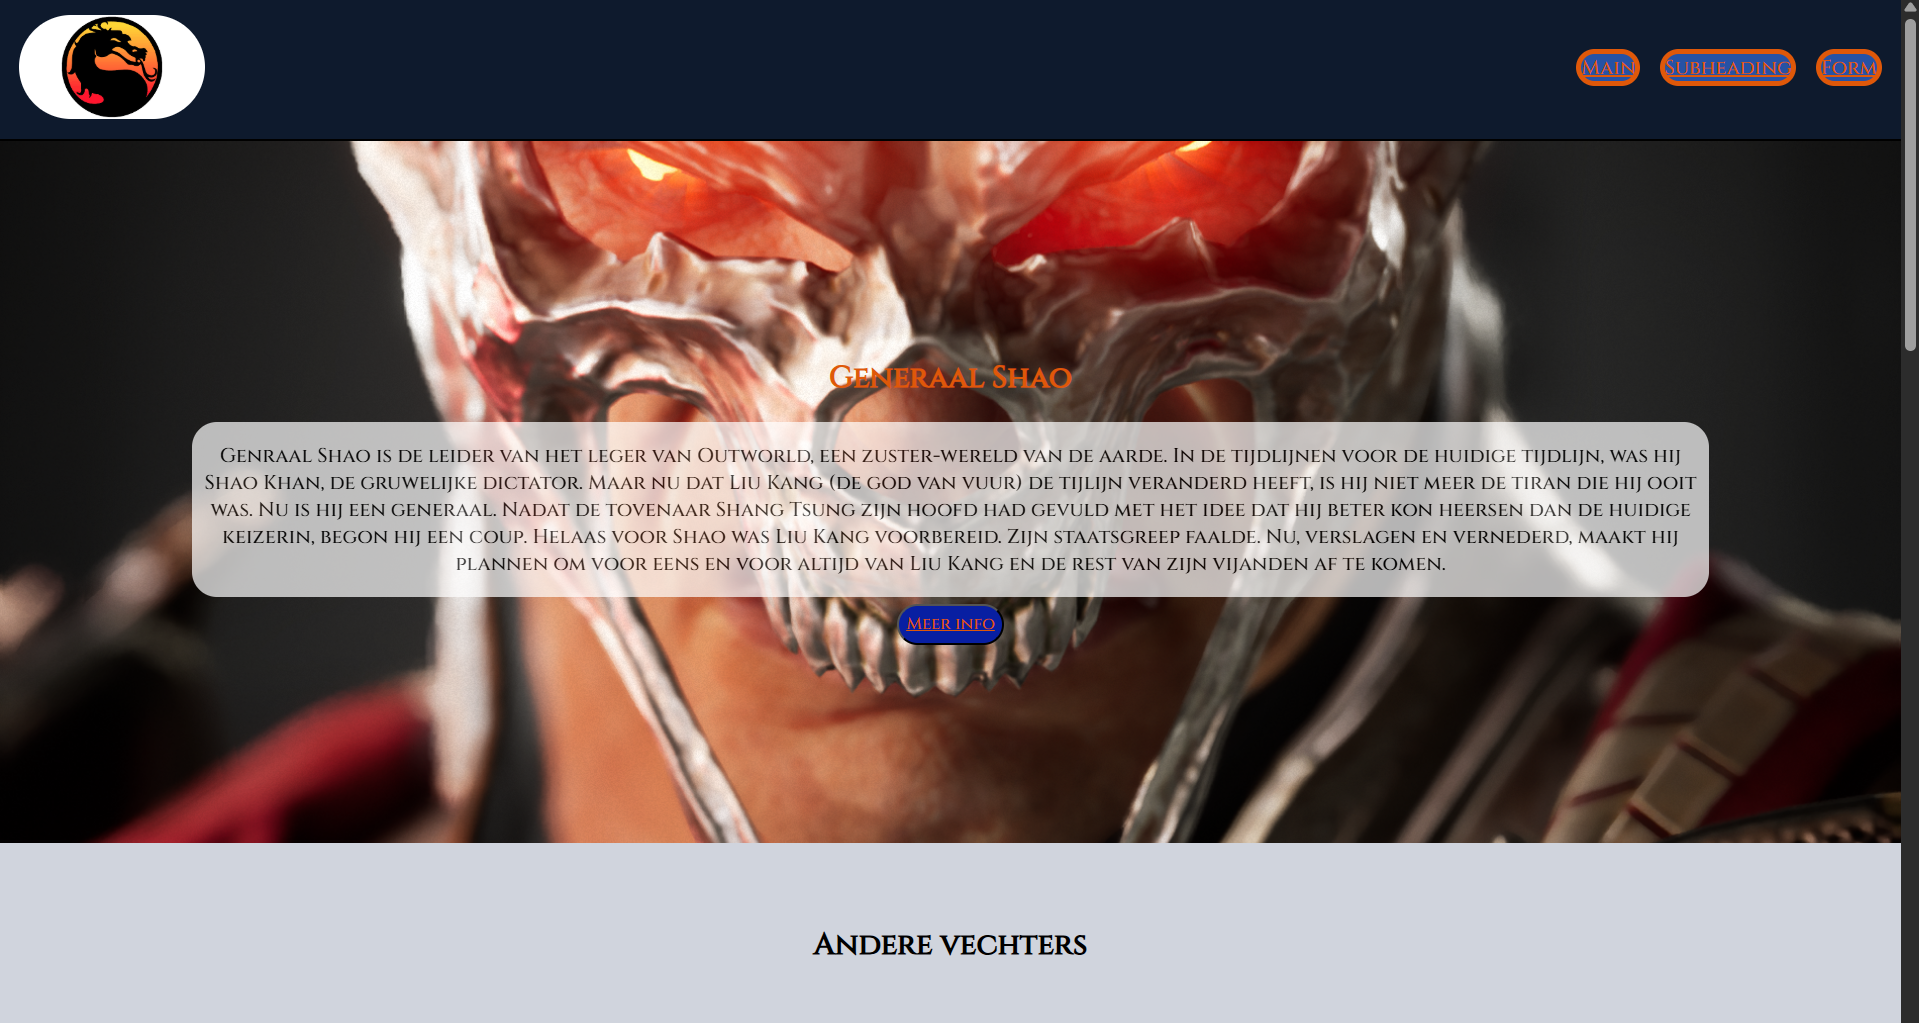 Main
Subheading
Form
Generaal Shao
Genraal Shao is de leider van het leger van Outworld, een zuster-wereld van de aarde. In de tijdlijnen voor de huidige tijdlijn, was hij
Shao Khan, de gruwelijke dictator. Maar nu dat Liu Kang (de god van vuur) de tijlijn veranderd heeft, is hij niet meer de tiran die hij ooit
was. Nu is hij een generaal. Nadat de tovenaar Shang Tsung zijn hoofd had gevuld met het idee dat hij beter kon heersen dan de huidige
keizerin, begon hij een coup. Helaas voor Shao was Liu Kang voorbereid. Zijn staatsgreep faalde. Nu, verslagen en vernederd, maakt hij
plannen om voor eens en voor altijd van Liu Kang en de rest van zijn vijanden af te komen.
Meer info
Andere vechters